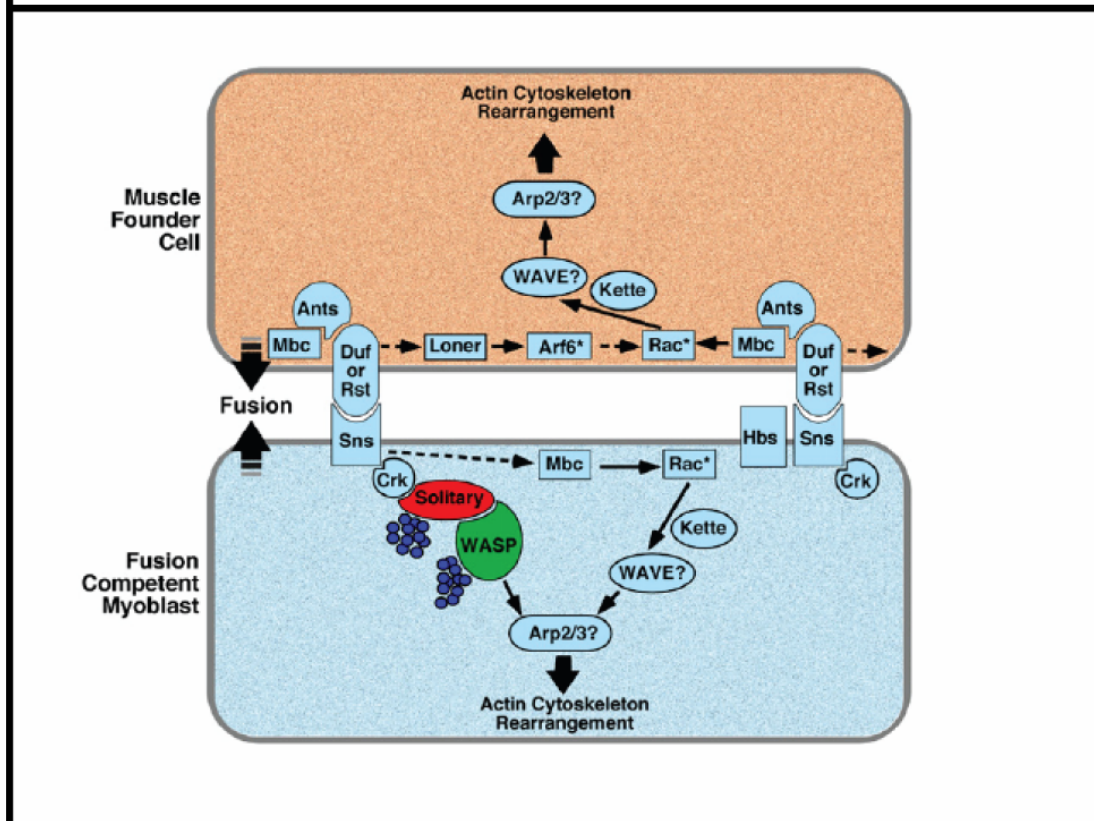 Actin Cytoskeleton
Rearrangement
Arp2/3?
Muscle
Founder
Cell
WAVE?
Kette
Ants
Ants
Mbc
Duf
or
Rst
Loner
Arf6*
Rac*
Mbc
Duf
or
Rst
Fusion
Sns
Hbs
Sns
Mbc
Rac*
Crk
Crk
Solitary
Kette
WASP
WAVE?
Fusion
Competent
Myoblast
Arp2/3?
Actin Cytoskeleton
Rearrangement